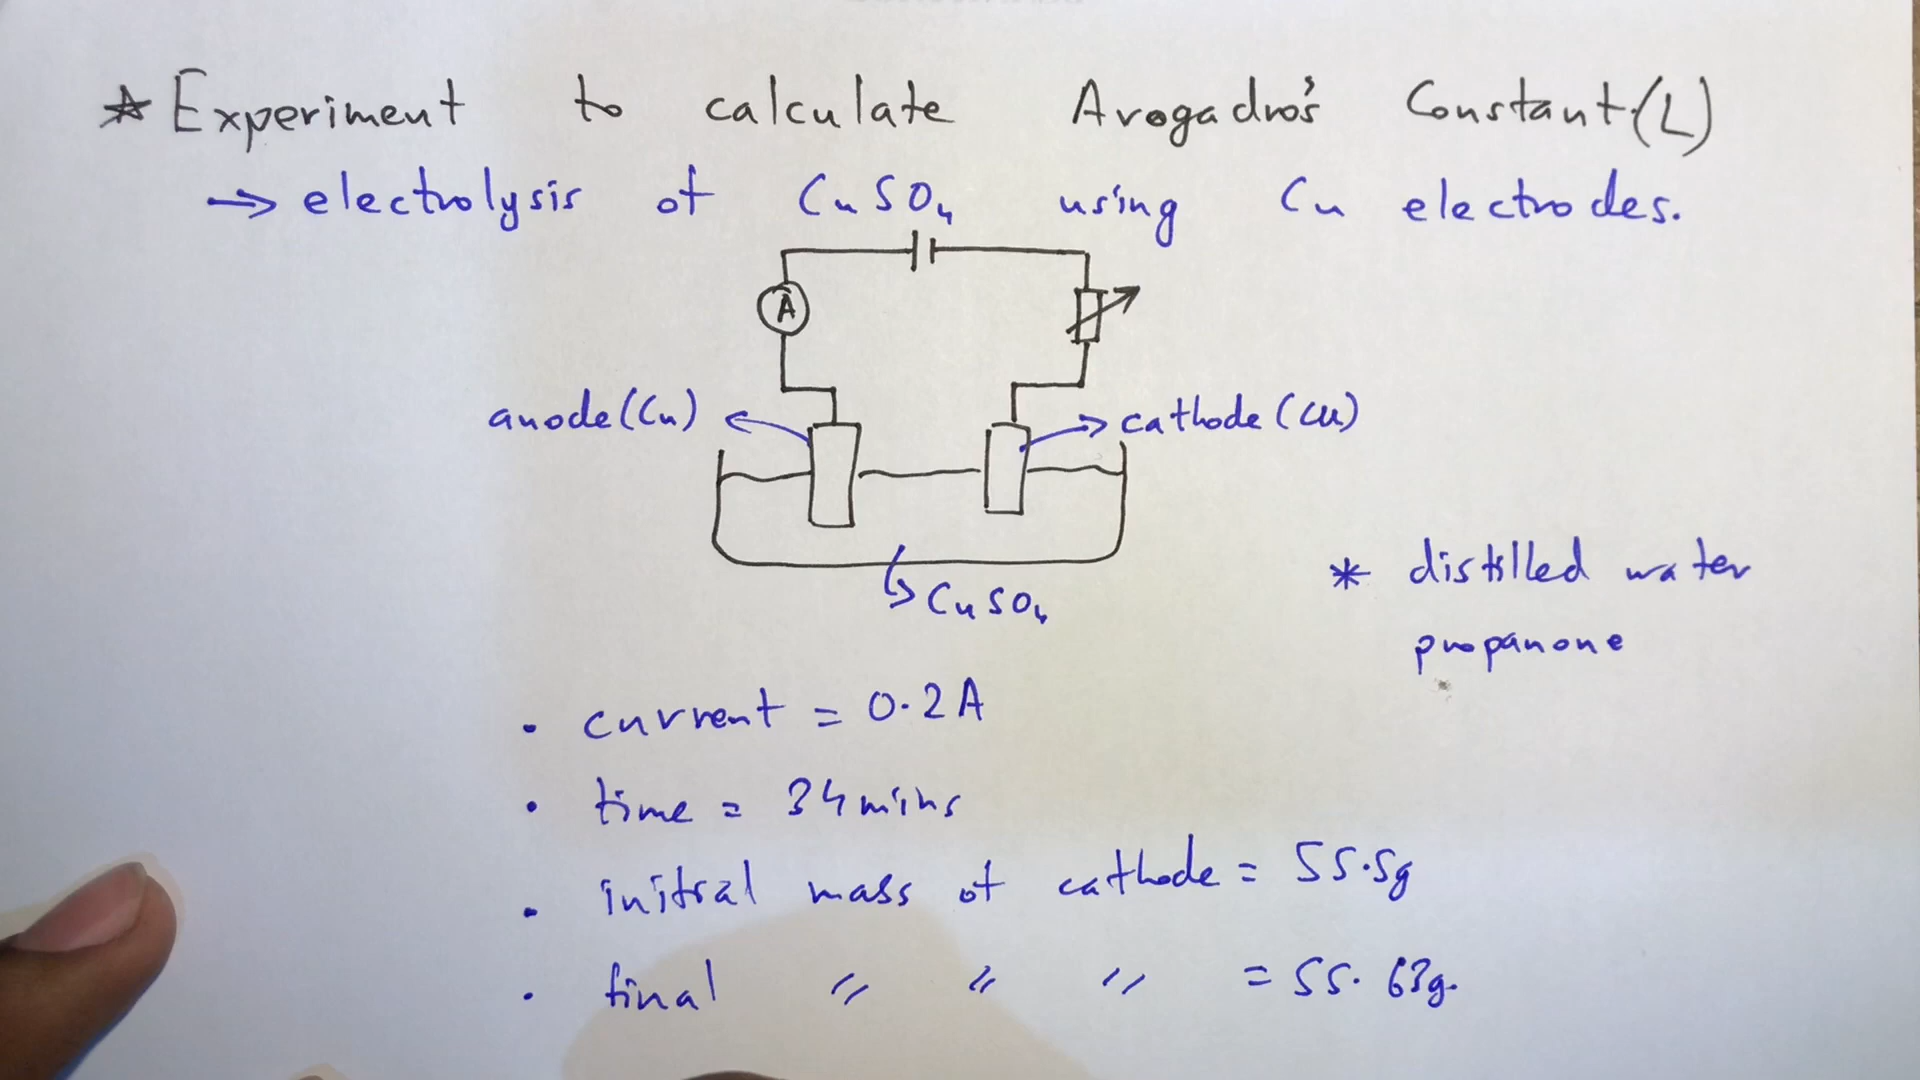 * Experiment to calculate Avogadro's Constant (L)
→ electrolysis of CuSO₄ using Cu electrodes.
A
anode (Cu)
cathode (Cu)
CuSO₄
* distilled water
propanone
• current = 0.2A
• time = 34 mins
• initial mass of cathode = 55.5g
• final " " " = 55.63g.